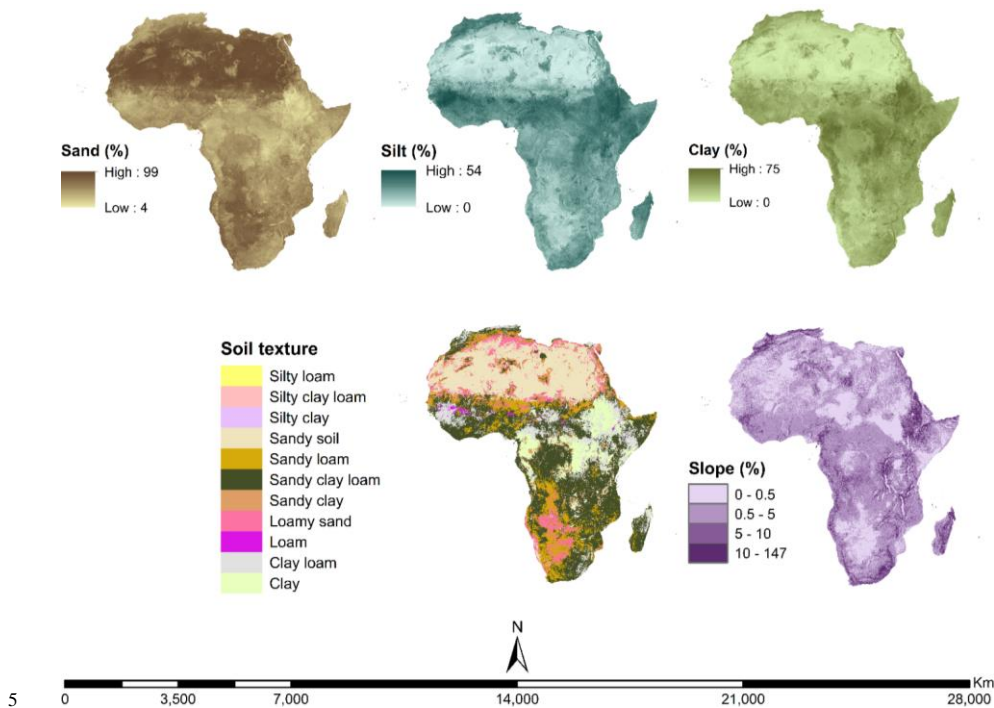 Sand (%)
High : 99
Low : 4
Silt (%)
High : 54
Low : 0
Clay (%)
High : 75
Low : 0
Soil texture
Silty loam
Silty clay loam
Silty clay
Sandy soil
Sandy loam
Sandy clay loam
Sandy clay
Loamy sand
Loam
Clay loam
Clay
Slope (%)
0 - 0.5
0.5 - 5
5 - 10
10 - 147
N
Km
5
0 3,500 7,000 14,000 21,000 28,000